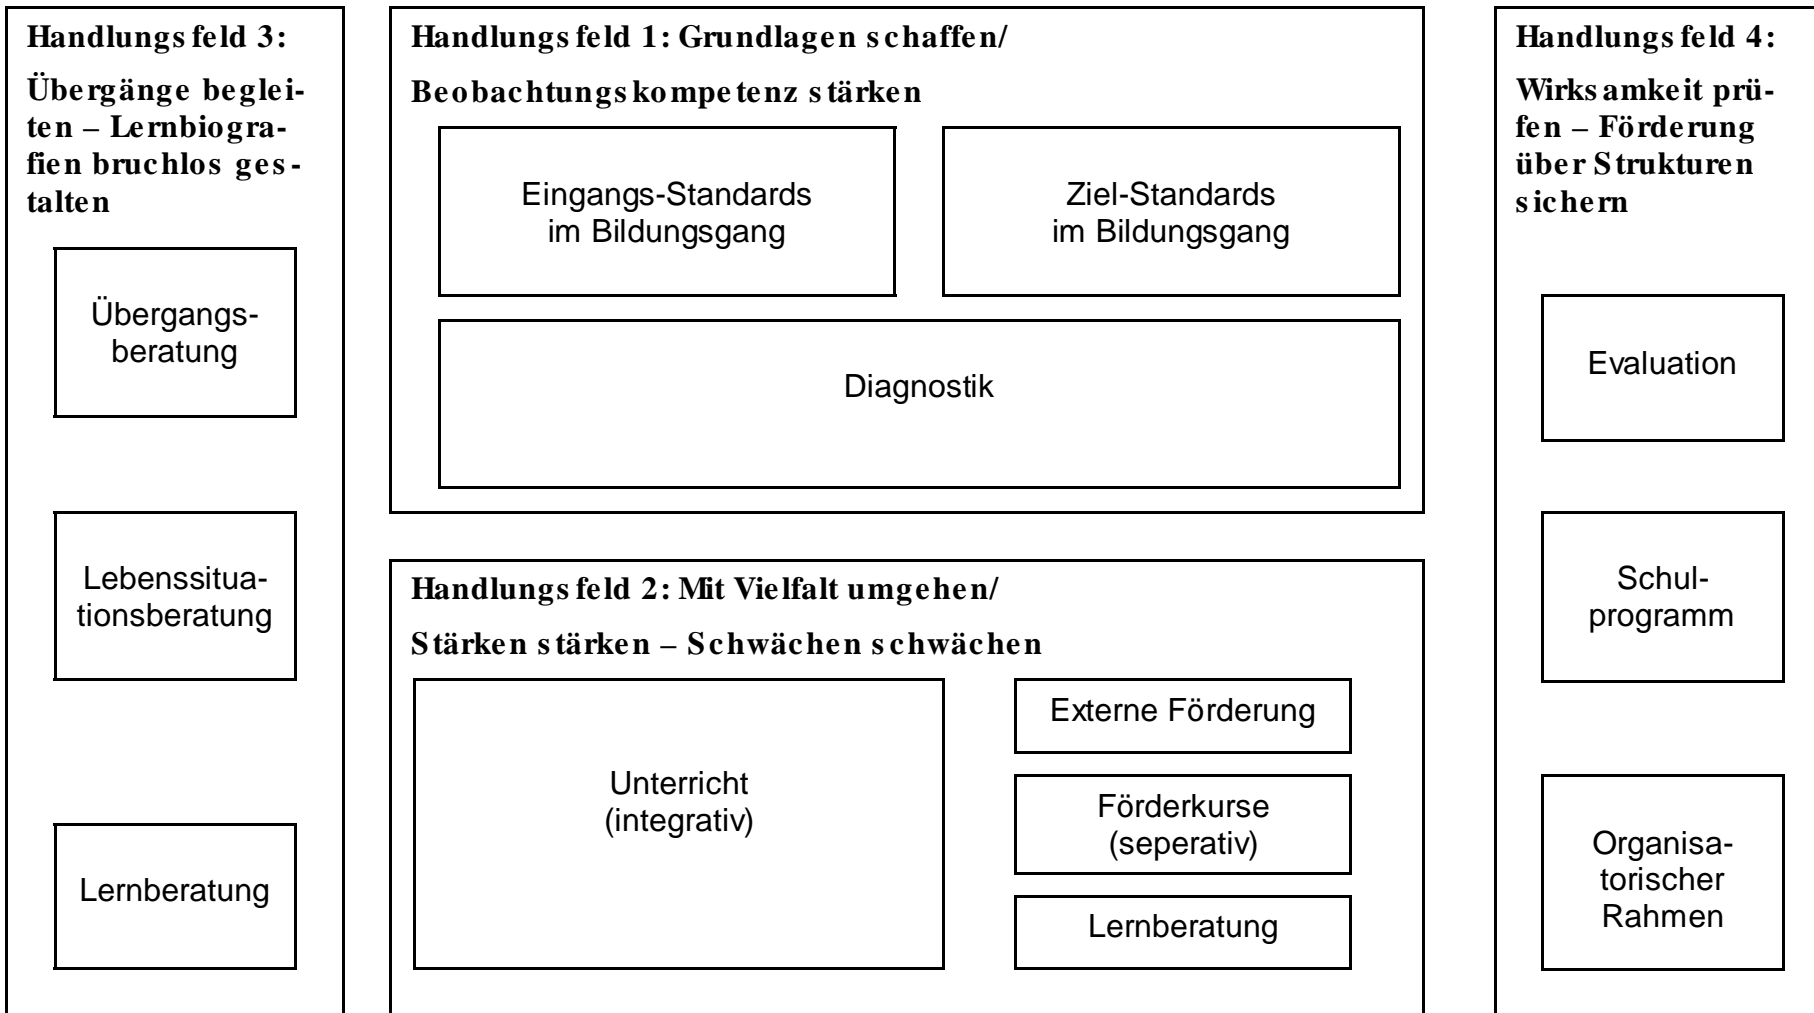 Handlungsfeld 3:
Übergänge beglei-
ten – Lernbiogra-
fien bruchlos ges-
talten
Übergangs-
beratung
Lebenssitua-
tionsberatung
Lernberatung
Handlungsfeld 1: Grundlagen schaffen/
Beobachtungskompetenz stärken
Eingangs-Standards
im Bildungsgang
Ziel-Standards
im Bildungsgang
Diagnostik
Handlungsfeld 2: Mit Vielfalt umgehen/
Stärken stärken – Schwächen schwächen
Unterricht
(integrativ)
Externe Förderung
Förderkurse
(seperativ)
Lernberatung
Handlungsfeld 4:
Wirksamkeit prü-
fen – Förderung
über Strukturen
sichern
Evaluation
Schul-
programm
Organisa-
torischer
Rahmen